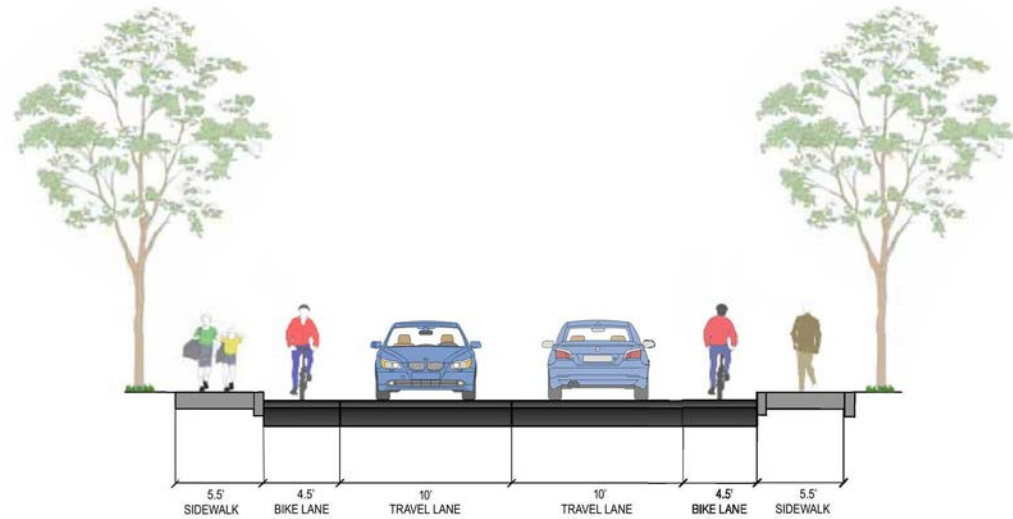 5.5' 4.5' 10' 10' 4.5' 5.5'
SIDEWALK BIKE LANE TRAVEL LANE TRAVEL LANE BIKE LANE SIDEWALK